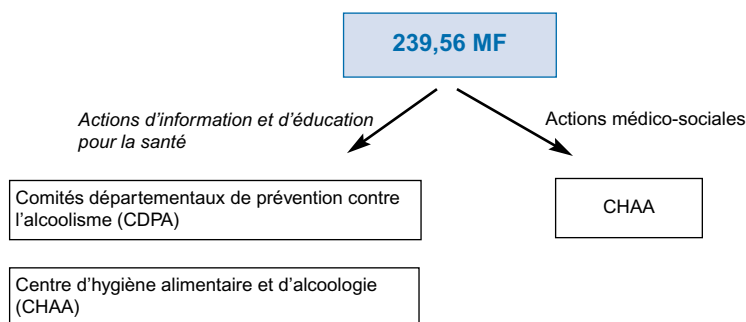 239,56 MF
Actions d’information et d’éducation
pour la santé
Actions médico-sociales
Comités départementaux de prévention contre
l’alcoolisme (CDPA)
CHAA
Centre d’hygiène alimentaire et d’alcoologie
(CHAA)